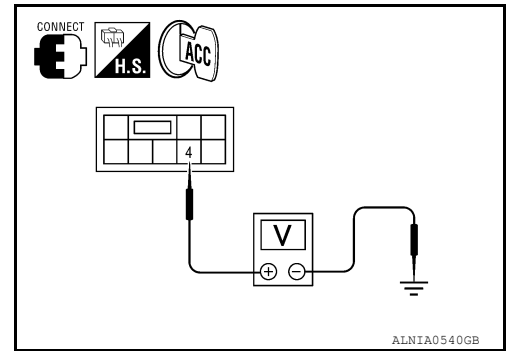 CONNECT
H.S.
ACC
4
V
+ −
ALNIA0540GB